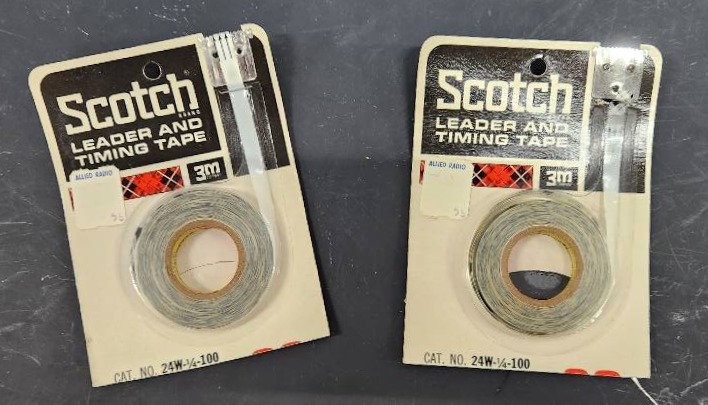 Scotch
BRAND
LEADER AND
TIMING TAPE
ALLIED RADIO
3M
CAT. NO. 24W-¼-100
Scotch
LEADER AND
TIMING TAPE
ALLIED RADIO
3M
CAT. NO. 24W-¼-100